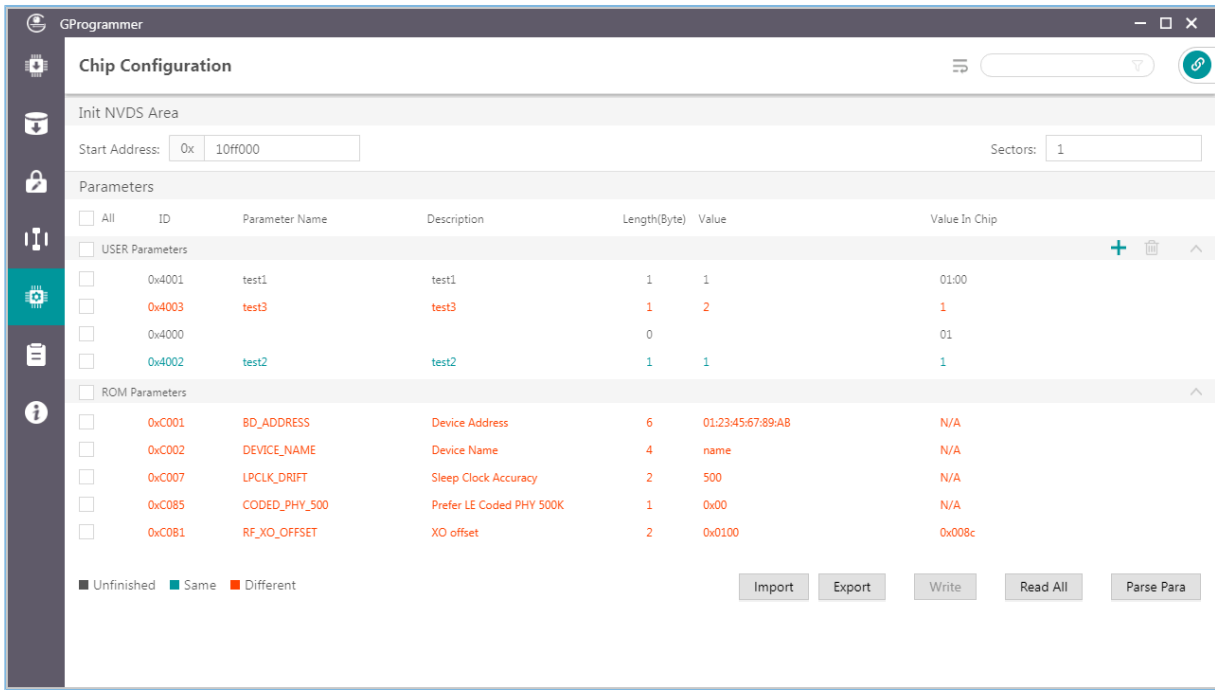 GProgrammer
Chip Configuration
Init NVDS Area
Start Address: 0x 10ff000 Sectors: 1
Parameters
All ID Parameter Name Description Length(Byte) Value Value In Chip
USER Parameters
0x4001 test1 test1 1 1 01:00
0x4003 test3 test3 1 2 1
0x4000 0 01
0x4002 test2 test2 1 1 1
ROM Parameters
0xC001 BD_ADDRESS Device Address 6 01:23:45:67:89:AB N/A
0xC002 DEVICE_NAME Device Name 4 name N/A
0xC007 LPCLK_DRIFT Sleep Clock Accuracy 2 500 N/A
0xC085 CODED_PHY_500 Prefer LE Coded PHY 500K 1 0x00 N/A
0xC0B1 RF_XO_OFFSET XO offset 2 0x0100 0x008c
Unfinished Same Different Import Export Write Read All Parse Para